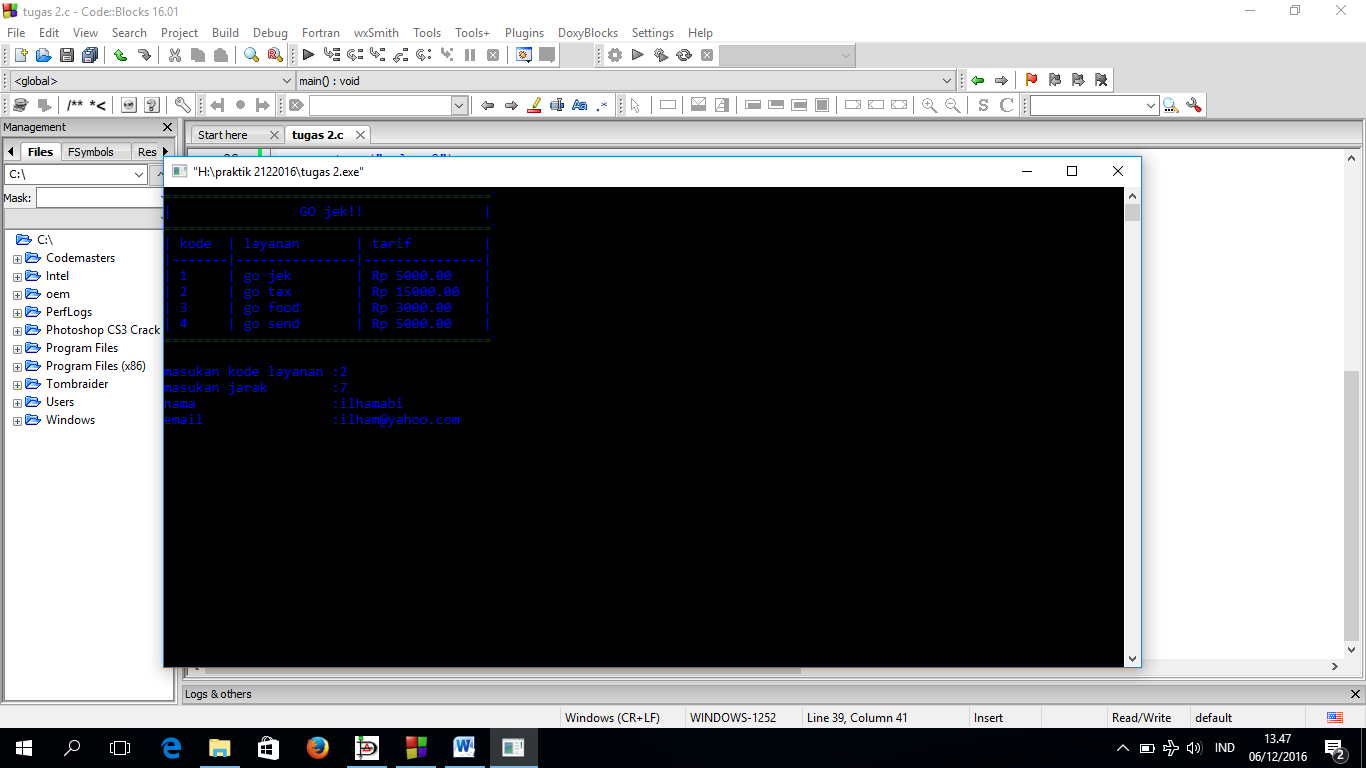 tugas 2.c - Code::Blocks 16.01
File Edit View Search Project Build Debug Fortran wxSmith Tools Tools+ Plugins DoxyBlocks Settings Help
<global> main() : void
/** *<
Aa .*
S C
Management
Start here tugas 2.c
Files FSymbols Res
C:\
Mask:
C:\
Codemasters
Intel
oem
PerfLogs
Photoshop CS3 Crack
Program Files
Program Files (x86)
Tombraider
Users
Windows
"H:\praktik 2122016\tugas 2.exe"
=========================================
| GO jek!! |
=========================================
| kode | layanan | tarif |
|-------|---------------|---------------|
| 1 | go jek | Rp 5000.00 |
| 2 | go tax | Rp 15000.00 |
| 3 | go food | Rp 3000.00 |
| 4 | go send | Rp 5000.00 |
=========================================
masukan kode layanan :2
masukan jarak :7
nama :ilhamabi
email :ilham@yahoo.com
Logs & others
Windows (CR+LF) WINDOWS-1252 Line 39, Column 41 Insert Read/Write default
IND
13.47
06/12/2016
2